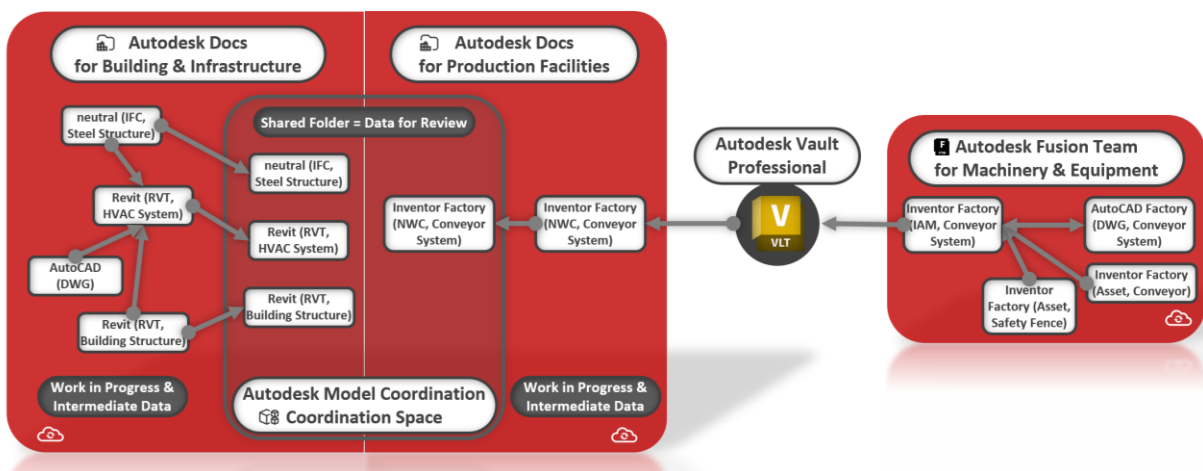 Autodesk Docs
for Building & Infrastructure
Autodesk Docs
for Production Facilities
neutral (IFC,
Steel Structure)
Shared Folder = Data for Review
neutral (IFC,
Steel Structure)
Revit (RVT,
HVAC System)
Revit (RVT,
HVAC System)
AutoCAD
(DWG)
Revit (RVT,
Building Structure)
Revit (RVT,
Building Structure)
Inventor Factory
(NWC, Conveyor
System)
Inventor Factory
(NWC, Conveyor
System)
Work in Progress &
Intermediate Data
Autodesk Model Coordination
Coordination Space
Work in Progress &
Intermediate Data
Autodesk Vault
Professional
V
VLT
F
Autodesk Fusion Team
for Machinery & Equipment
Inventor Factory
(IAM, Conveyor
System)
AutoCAD Factory
(DWG, Conveyor
System)
Inventor Factory
(Asset, Conveyor)
Inventor
Factory (Asset,
Safety Fence)